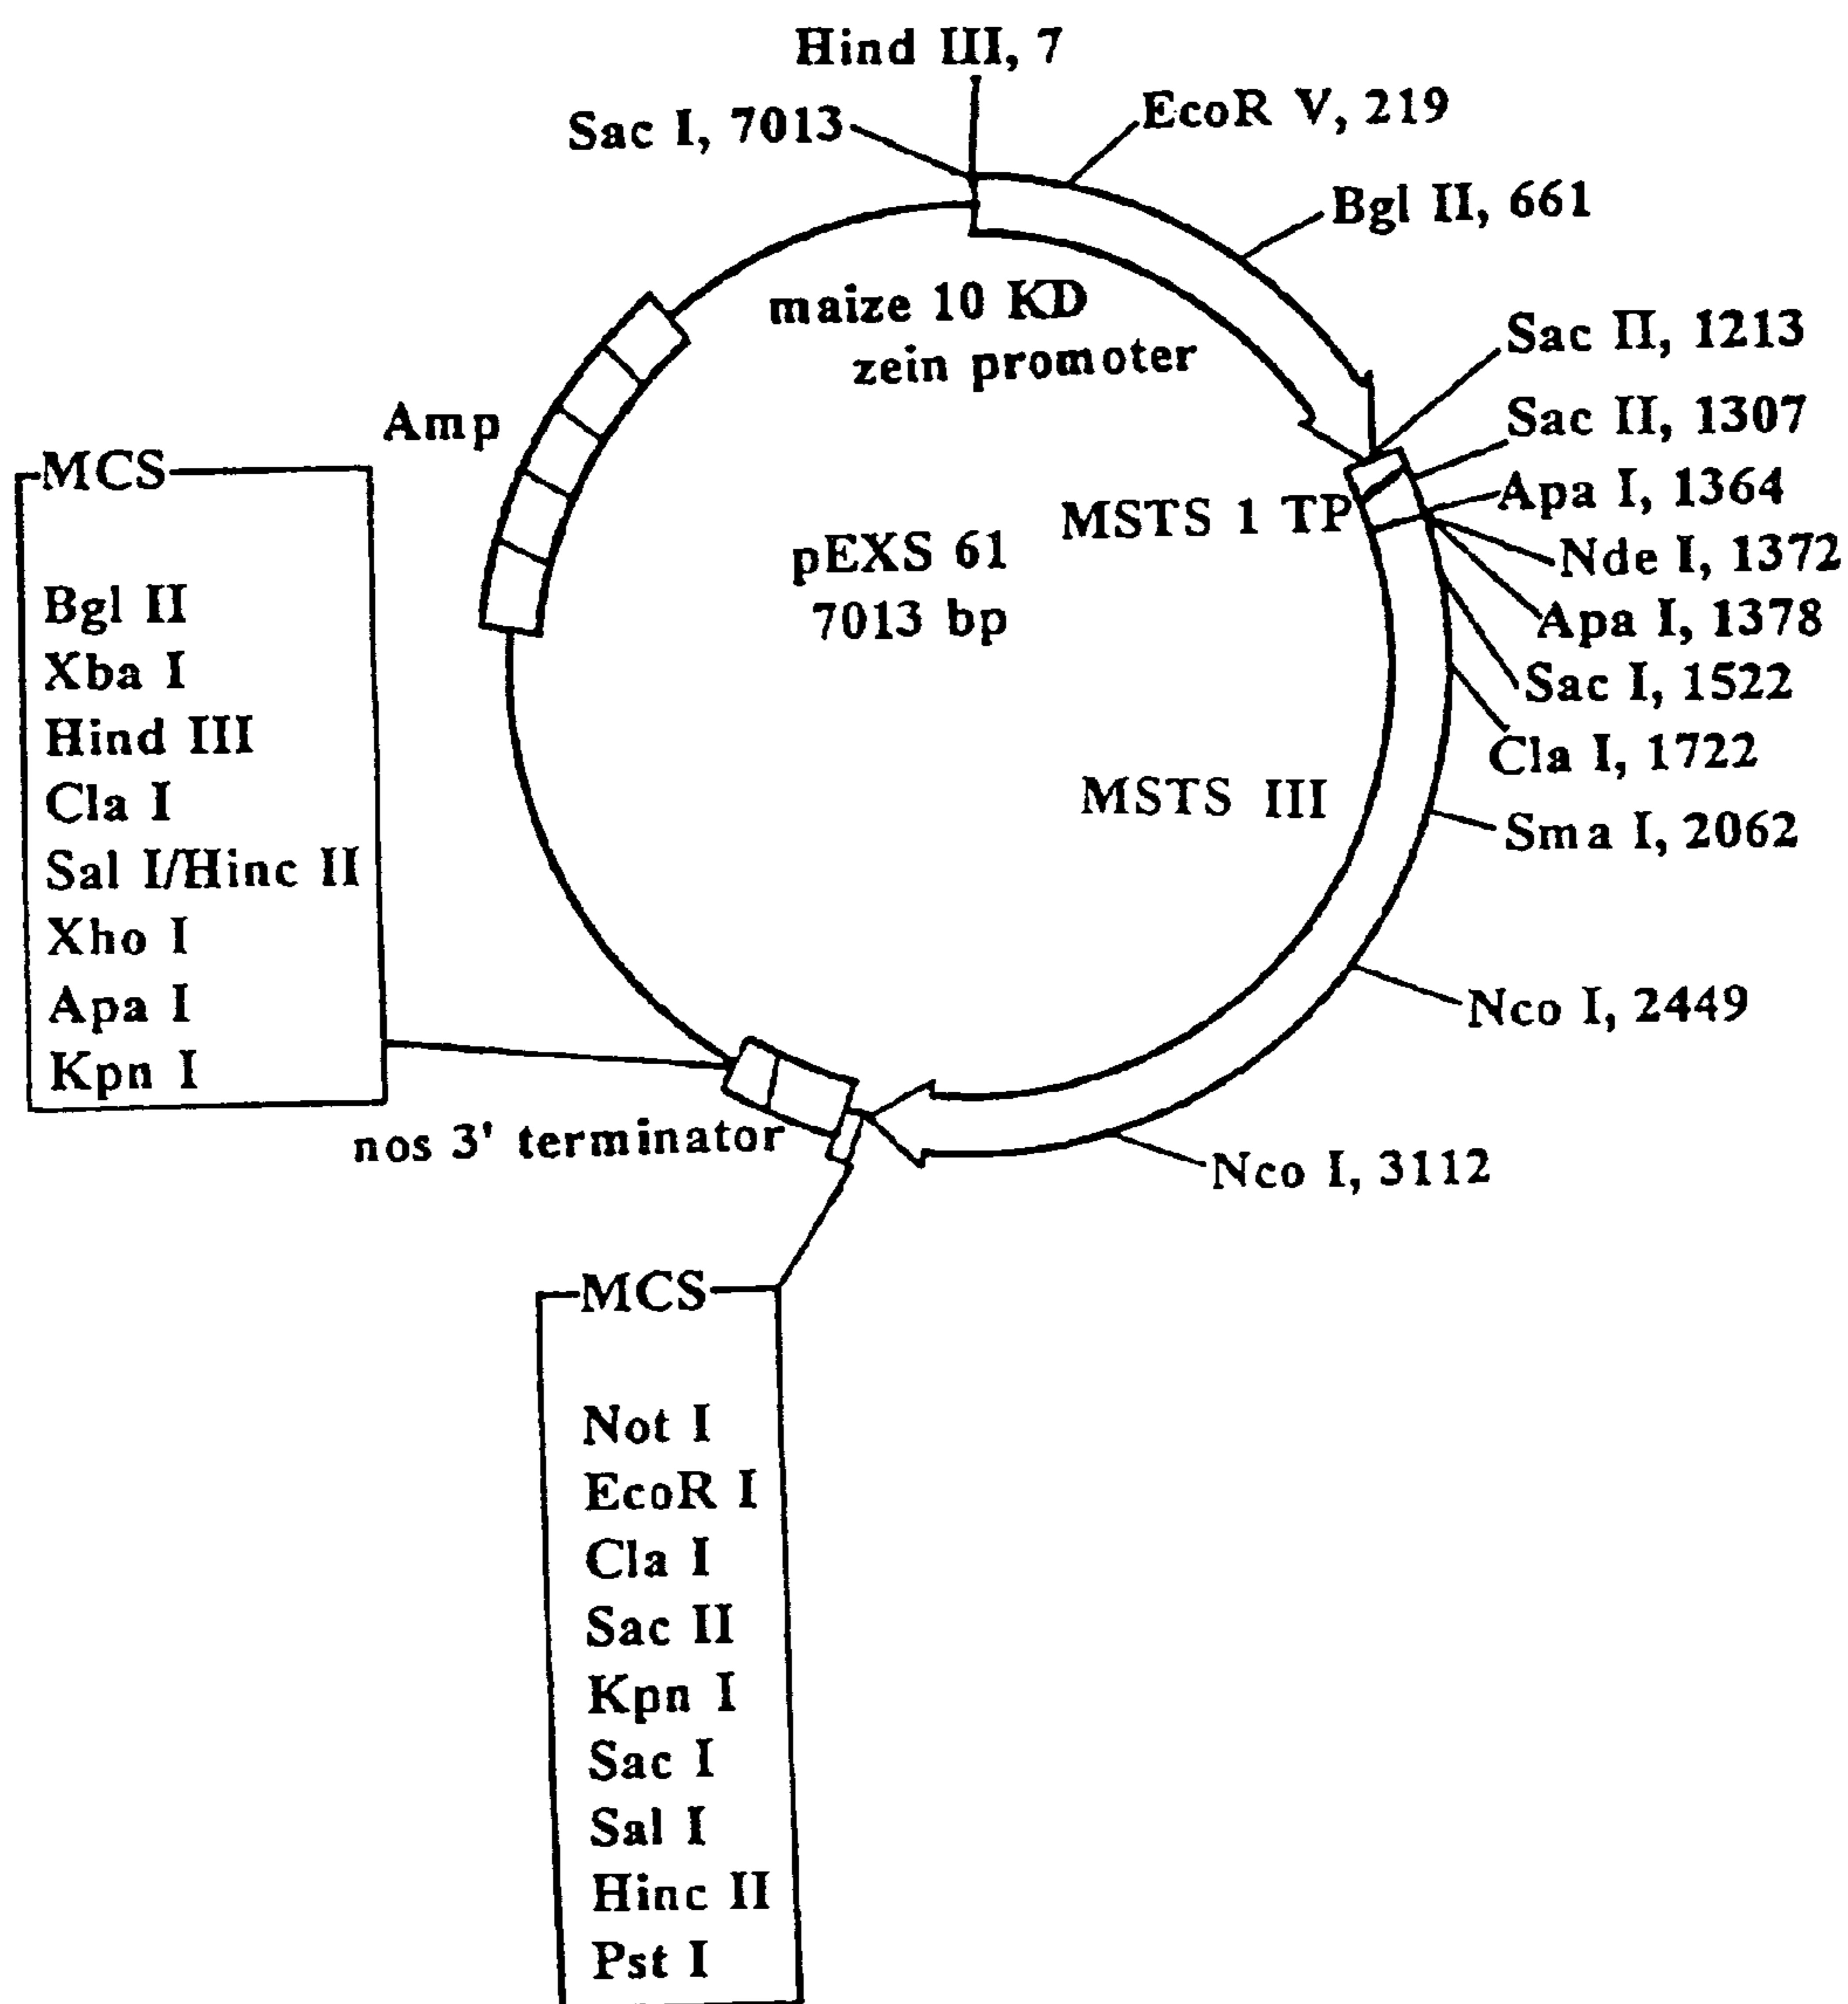 Hind III, 7
Sac I, 7013
EcoR V, 219
Bgl II, 661
maize 10 KD
zein promoter
Sac II, 1213
Sac II, 1307
Apa I, 1364
Nde I, 1372
Apa I, 1378
Sac I, 1522
Cla I, 1722
Sma I, 2062
Nco I, 2449
Nco I, 3112
MSTS 1 TP
MSTS III
pEXS 61
7013 bp
Amp
MCS
Bgl II
Xba I
Hind III
Cla I
Sal I/Hinc II
Xho I
Apa I
Kpn I
nos 3' terminator
MCS
Not I
EcoR I
Cla I
Sac II
Kpn I
Sac I
Sal I
Hinc II
Pst I